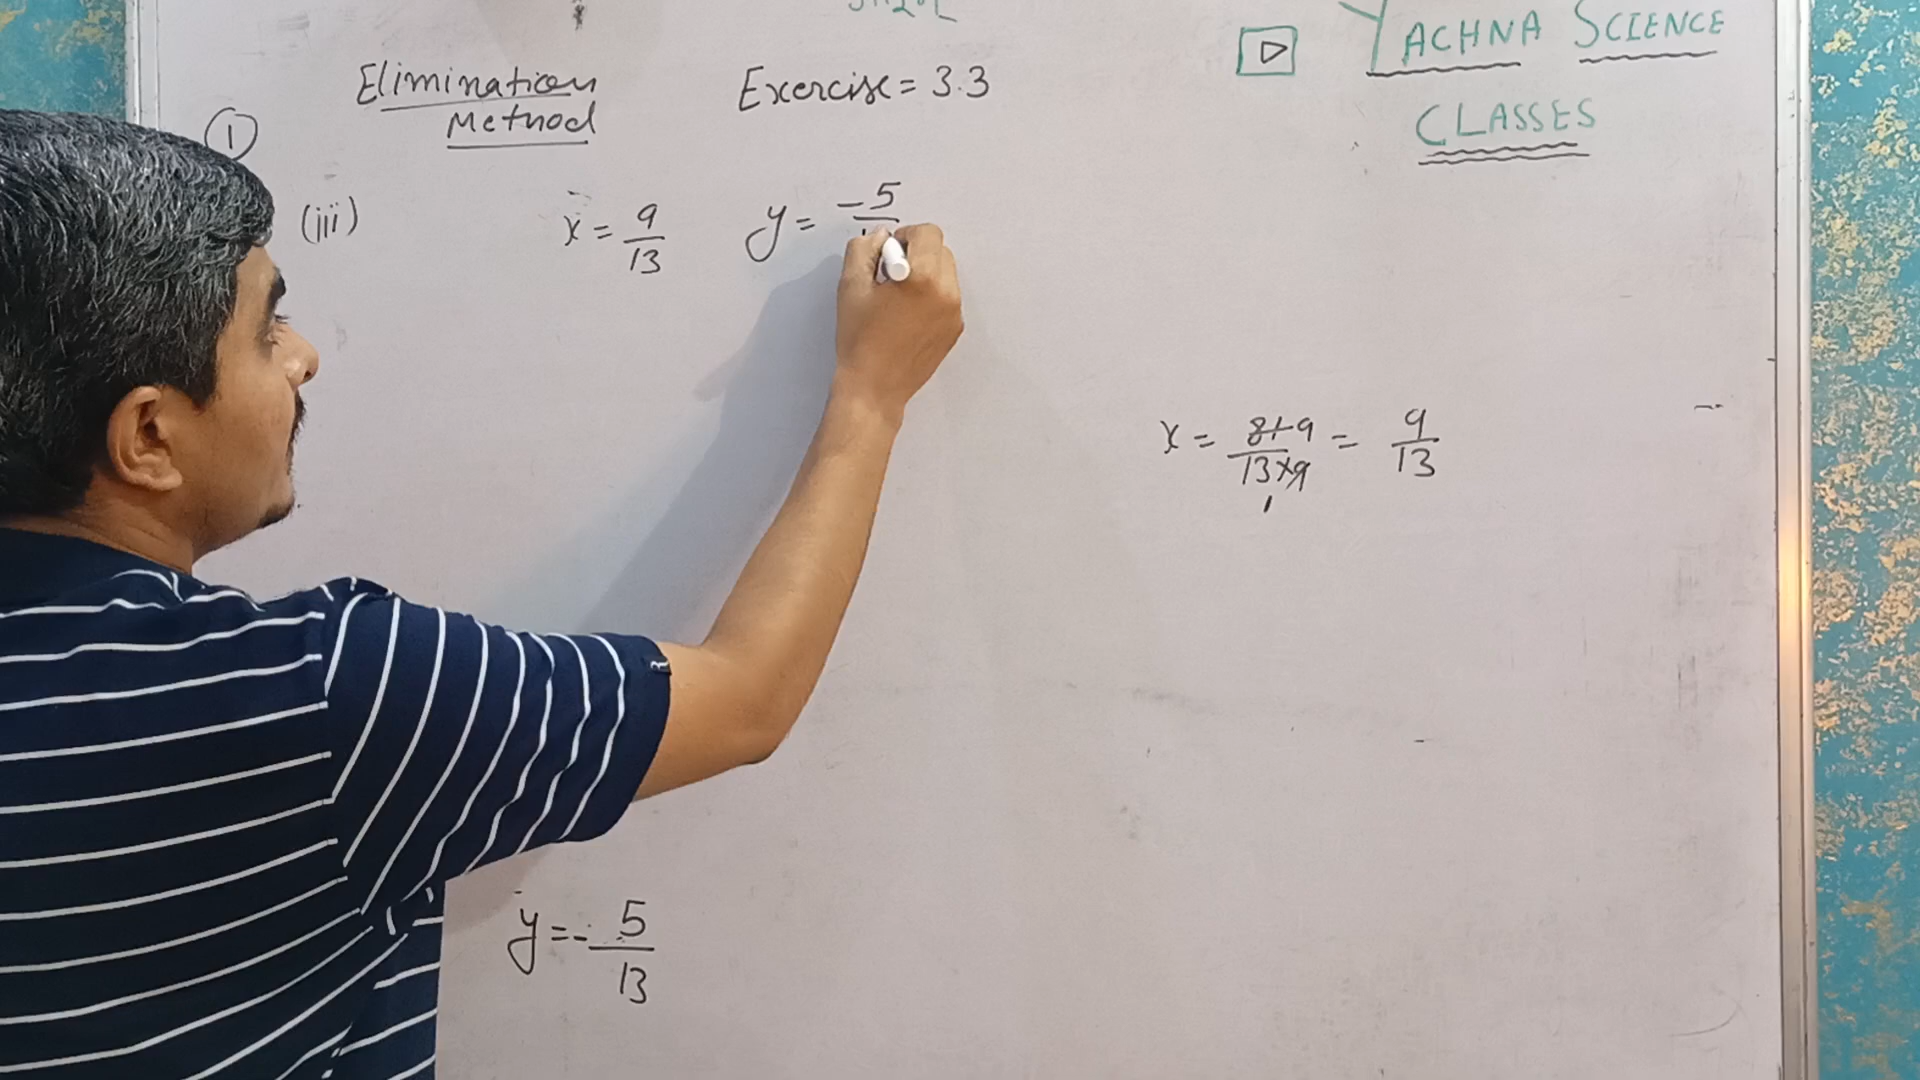 YACHNA SCIENCE
CLASSES
Elimination
Method
Exercise = 3.3
①
(iii)
x = 9/13
y = -5/
x = 81 9/13×9 = 9/13
1
y = - 5/13